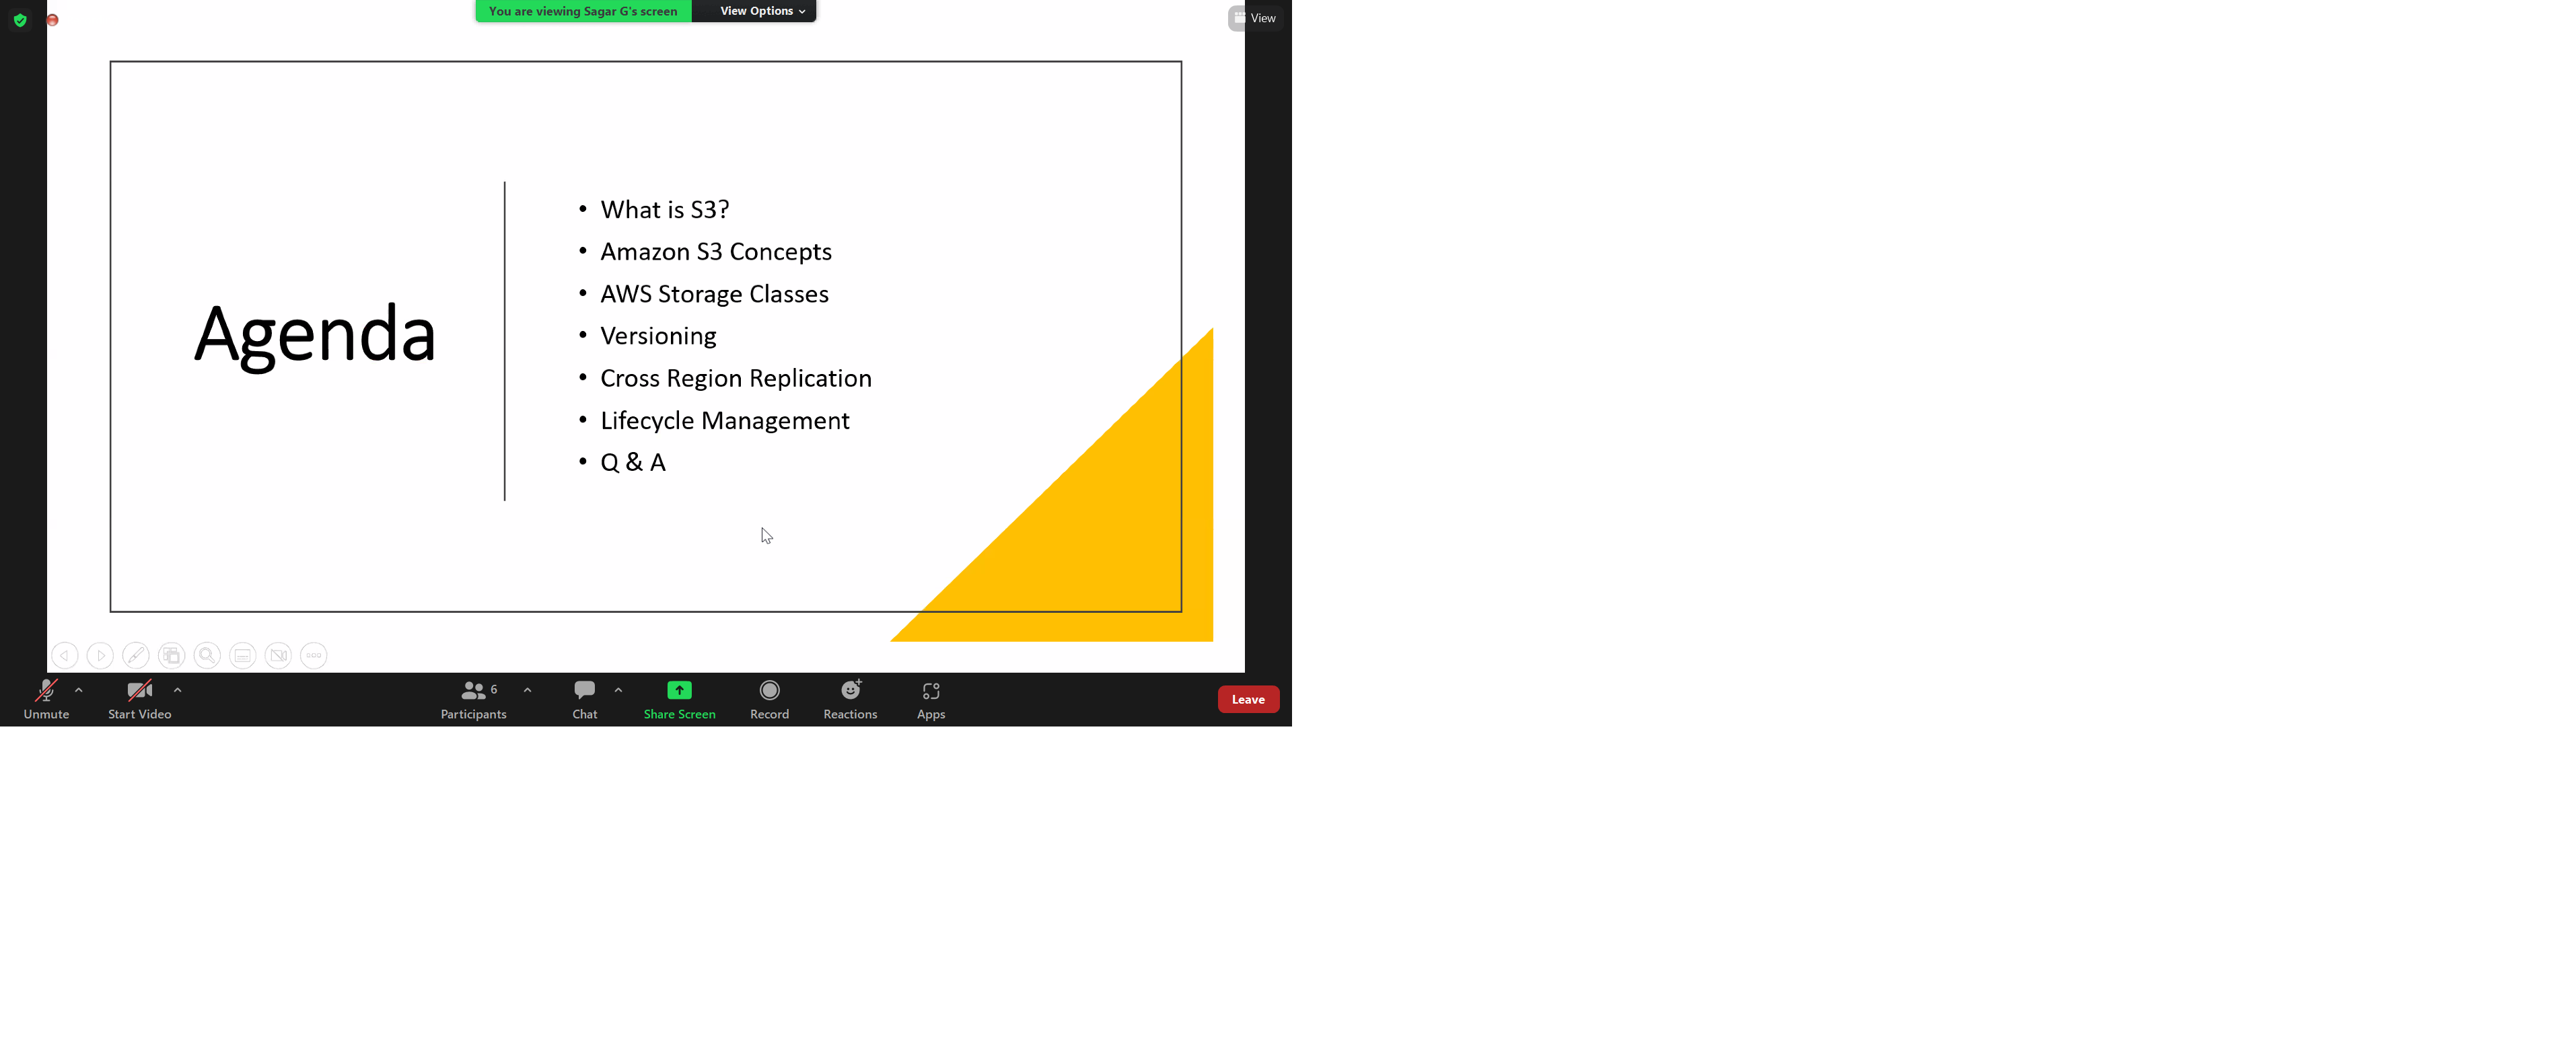 You are viewing Sagar G's screen
View Options
View
Agenda
• What is S3?
• Amazon S3 Concepts
• AWS Storage Classes
• Versioning
• Cross Region Replication
• Lifecycle Management
• Q & A
Unmute
Start Video
6
Participants
Chat
Share Screen
Record
Reactions
Apps
Leave